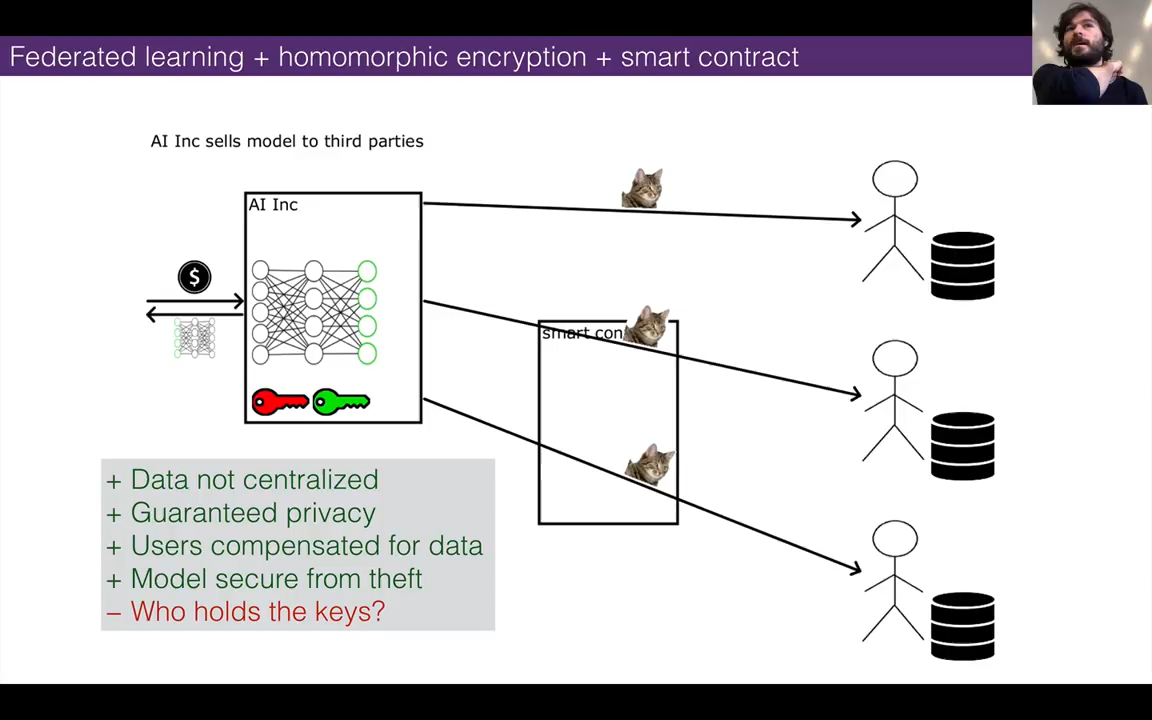 Federated learning + homomorphic encryption + smart contract
AI Inc sells model to third parties
AI Inc
$
smart con
+ Data not centralized
+ Guaranteed privacy
+ Users compensated for data
+ Model secure from theft
– Who holds the keys?